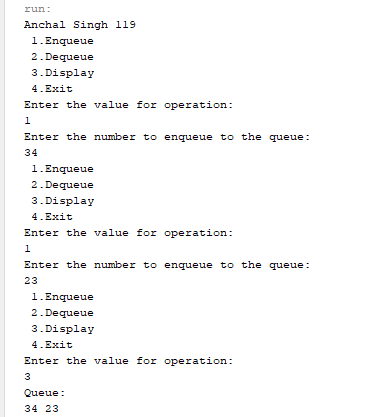 run:
Anchal Singh 119
1.Enqueue
2.Dequeue
3.Display
4.Exit
Enter the value for operation:
1
Enter the number to enqueue to the queue:
34
1.Enqueue
2.Dequeue
3.Display
4.Exit
Enter the value for operation:
1
Enter the number to enqueue to the queue:
23
1.Enqueue
2.Dequeue
3.Display
4.Exit
Enter the value for operation:
3
Queue:
34 23